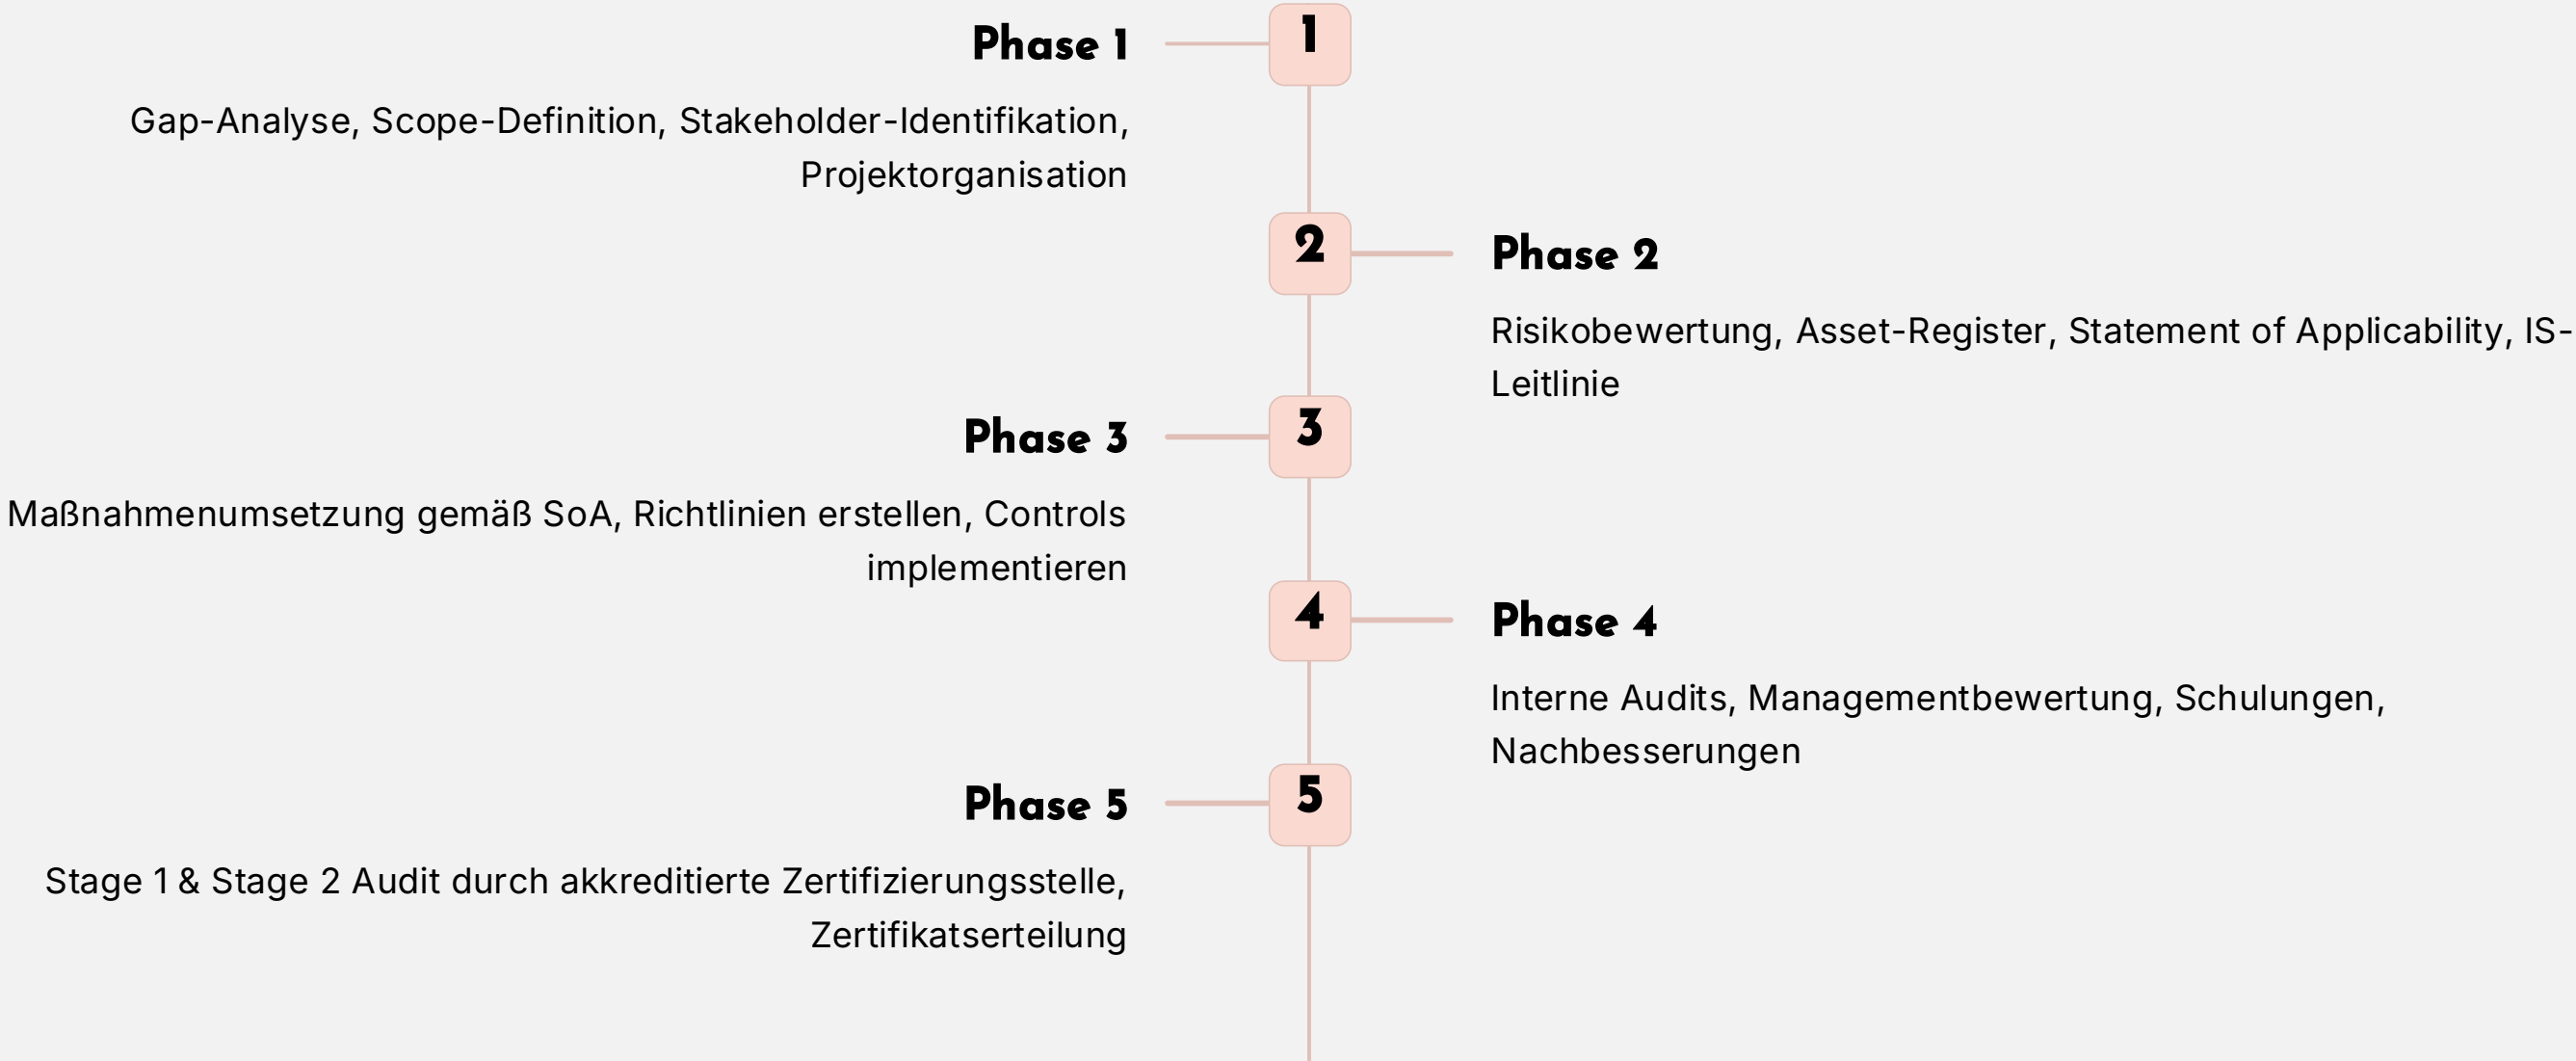 1
Phase 1
Gap-Analyse, Scope-Definition, Stakeholder-Identifikation,
Projektorganisation
2
Phase 2
Risikobewertung, Asset-Register, Statement of Applicability, IS-
Leitlinie
3
Phase 3
Maßnahmenumsetzung gemäß SoA, Richtlinien erstellen, Controls
implementieren
4
Phase 4
Interne Audits, Managementbewertung, Schulungen,
Nachbesserungen
5
Phase 5
Stage 1 & Stage 2 Audit durch akkreditierte Zertifizierungsstelle,
Zertifikatserteilung